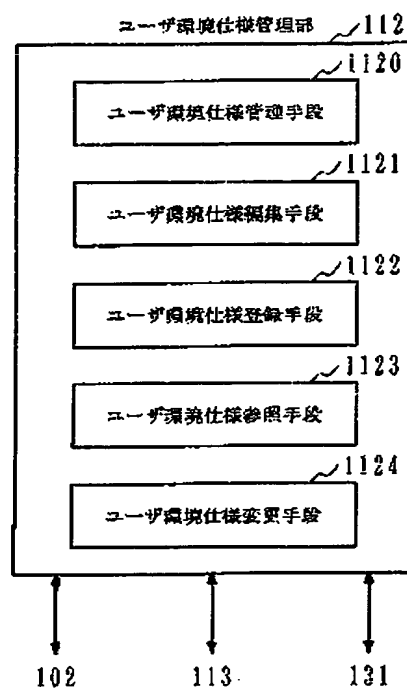 ユーザ環境仕様管理部 112
1120
ユーザ環境仕様管理手段
1121
ユーザ環境仕様編集手段
1122
ユーザ環境仕様登録手段
1123
ユーザ環境仕様参照手段
1124
ユーザ環境仕様変更手段
102 113 131